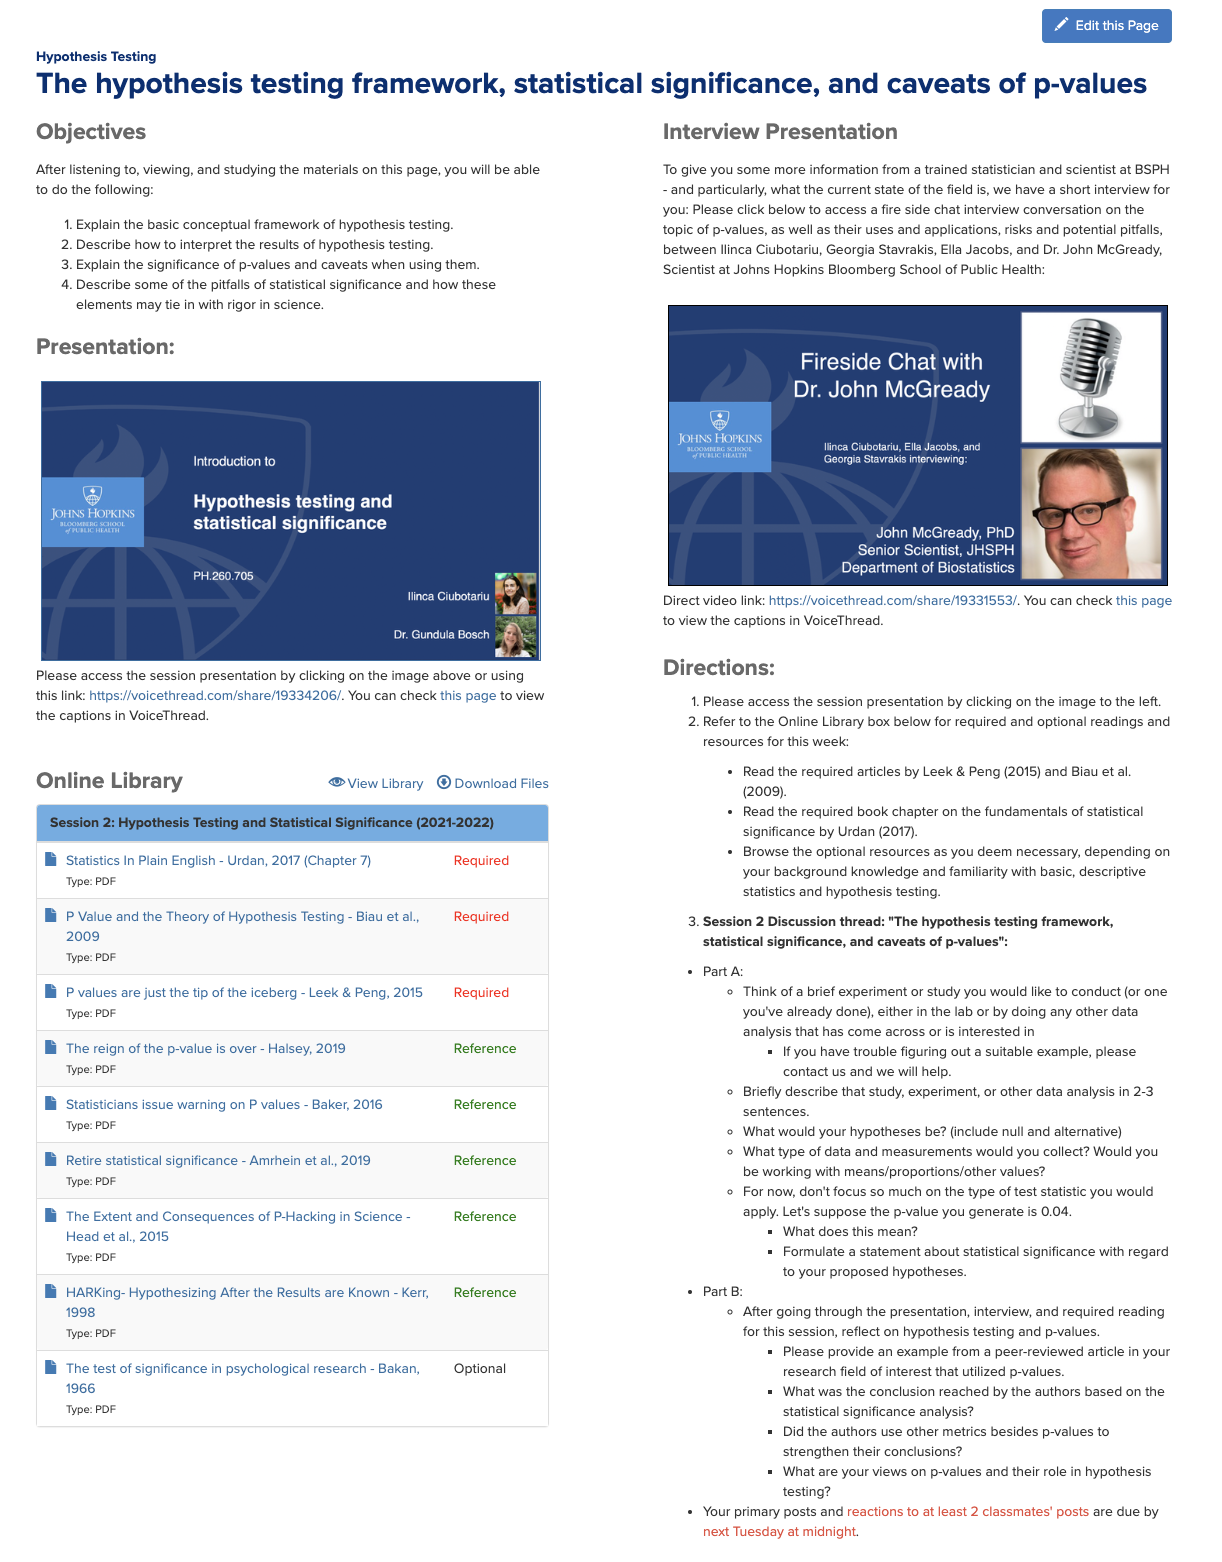 Edit this Page
Hypothesis Testing
The hypothesis testing framework, statistical significance, and caveats of p-values
Objectives
After listening to, viewing, and studying the materials on this page, you will be able
to do the following:
1. Explain the basic conceptual framework of hypothesis testing.
2. Describe how to interpret the results of hypothesis testing.
3. Explain the significance of p-values and caveats when using them.
4. Describe some of the pitfalls of statistical significance and how these
elements may tie in with rigor in science.
Presentation:
JOHNS HOPKINS
BLOOMBERG SCHOOL
of PUBLIC HEALTH
Introduction to
Hypothesis testing and
statistical significance
PH.260.705
Ilinca Ciubotariu
Dr. Gundula Bosch
Please access the session presentation by clicking on the image above or using
this link: https://voicethread.com/share/19334206/. You can check this page to view
the captions in VoiceThread.
Online Library
View Library
Download Files
Session 2: Hypothesis Testing and Statistical Significance (2021-2022)
Statistics In Plain English - Urdan, 2017 (Chapter 7)
Required
Type: PDF
P Value and the Theory of Hypothesis Testing - Biau et al.,
Required
2009
Type: PDF
P values are just the tip of the iceberg - Leek & Peng, 2015
Required
Type: PDF
The reign of the p-value is over - Halsey, 2019
Reference
Type: PDF
Statisticians issue warning on P values - Baker, 2016
Reference
Type: PDF
Retire statistical significance - Amrhein et al., 2019
Reference
Type: PDF
The Extent and Consequences of P-Hacking in Science -
Reference
Head et al., 2015
Type: PDF
HARKing- Hypothesizing After the Results are Known - Kerr,
Reference
1998
Type: PDF
The test of significance in psychological research - Bakan,
Optional
1966
Type: PDF
Interview Presentation
To give you some more information from a trained statistician and scientist at BSPH
- and particularly, what the current state of the field is, we have a short interview for
you: Please click below to access a fire side chat interview conversation on the
topic of p-values, as well as their uses and applications, risks and potential pitfalls,
between Ilinca Ciubotariu, Georgia Stavrakis, Ella Jacobs, and Dr. John McGready,
Scientist at Johns Hopkins Bloomberg School of Public Health:
Fireside Chat with
Dr. John McGready
JOHNS HOPKINS
BLOOMBERG SCHOOL
of PUBLIC HEALTH
Ilinca Ciubotariu, Ella Jacobs, and
Georgia Stavrakis interviewing:
John McGready, PhD
Senior Scientist, JHSPH
Department of Biostatistics
Direct video link: https://voicethread.com/share/19331553/. You can check this page
to view the captions in VoiceThread.
Directions:
1. Please access the session presentation by clicking on the image to the left.
2. Refer to the Online Library box below for required and optional readings and
resources for this week:
• Read the required articles by Leek & Peng (2015) and Biau et al.
(2009).
• Read the required book chapter on the fundamentals of statistical
significance by Urdan (2017).
• Browse the optional resources as you deem necessary, depending on
your background knowledge and familiarity with basic, descriptive
statistics and hypothesis testing.
3. Session 2 Discussion thread: "The hypothesis testing framework,
statistical significance, and caveats of p-values":
• Part A:
◦ Think of a brief experiment or study you would like to conduct (or one
you've already done), either in the lab or by doing any other data
analysis that has come across or is interested in
▪ If you have trouble figuring out a suitable example, please
contact us and we will help.
◦ Briefly describe that study, experiment, or other data analysis in 2-3
sentences.
◦ What would your hypotheses be? (include null and alternative)
◦ What type of data and measurements would you collect? Would you
be working with means/proportions/other values?
◦ For now, don't focus so much on the type of test statistic you would
apply. Let's suppose the p-value you generate is 0.04.
▪ What does this mean?
▪ Formulate a statement about statistical significance with regard
to your proposed hypotheses.
• Part B:
◦ After going through the presentation, interview, and required reading
for this session, reflect on hypothesis testing and p-values.
▪ Please provide an example from a peer-reviewed article in your
research field of interest that utilized p-values.
▪ What was the conclusion reached by the authors based on the
statistical significance analysis?
▪ Did the authors use other metrics besides p-values to
strengthen their conclusions?
▪ What are your views on p-values and their role in hypothesis
testing?
• Your primary posts and reactions to at least 2 classmates' posts are due by
next Tuesday at midnight.